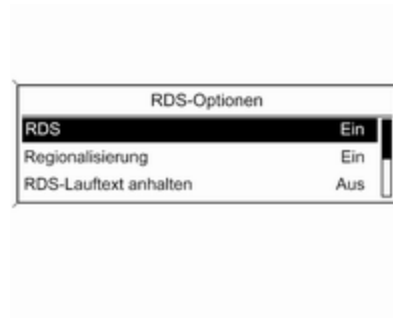 RDS-Optionen
RDS Ein
Regionalisierung Ein
RDS-Lauftext anhalten Aus